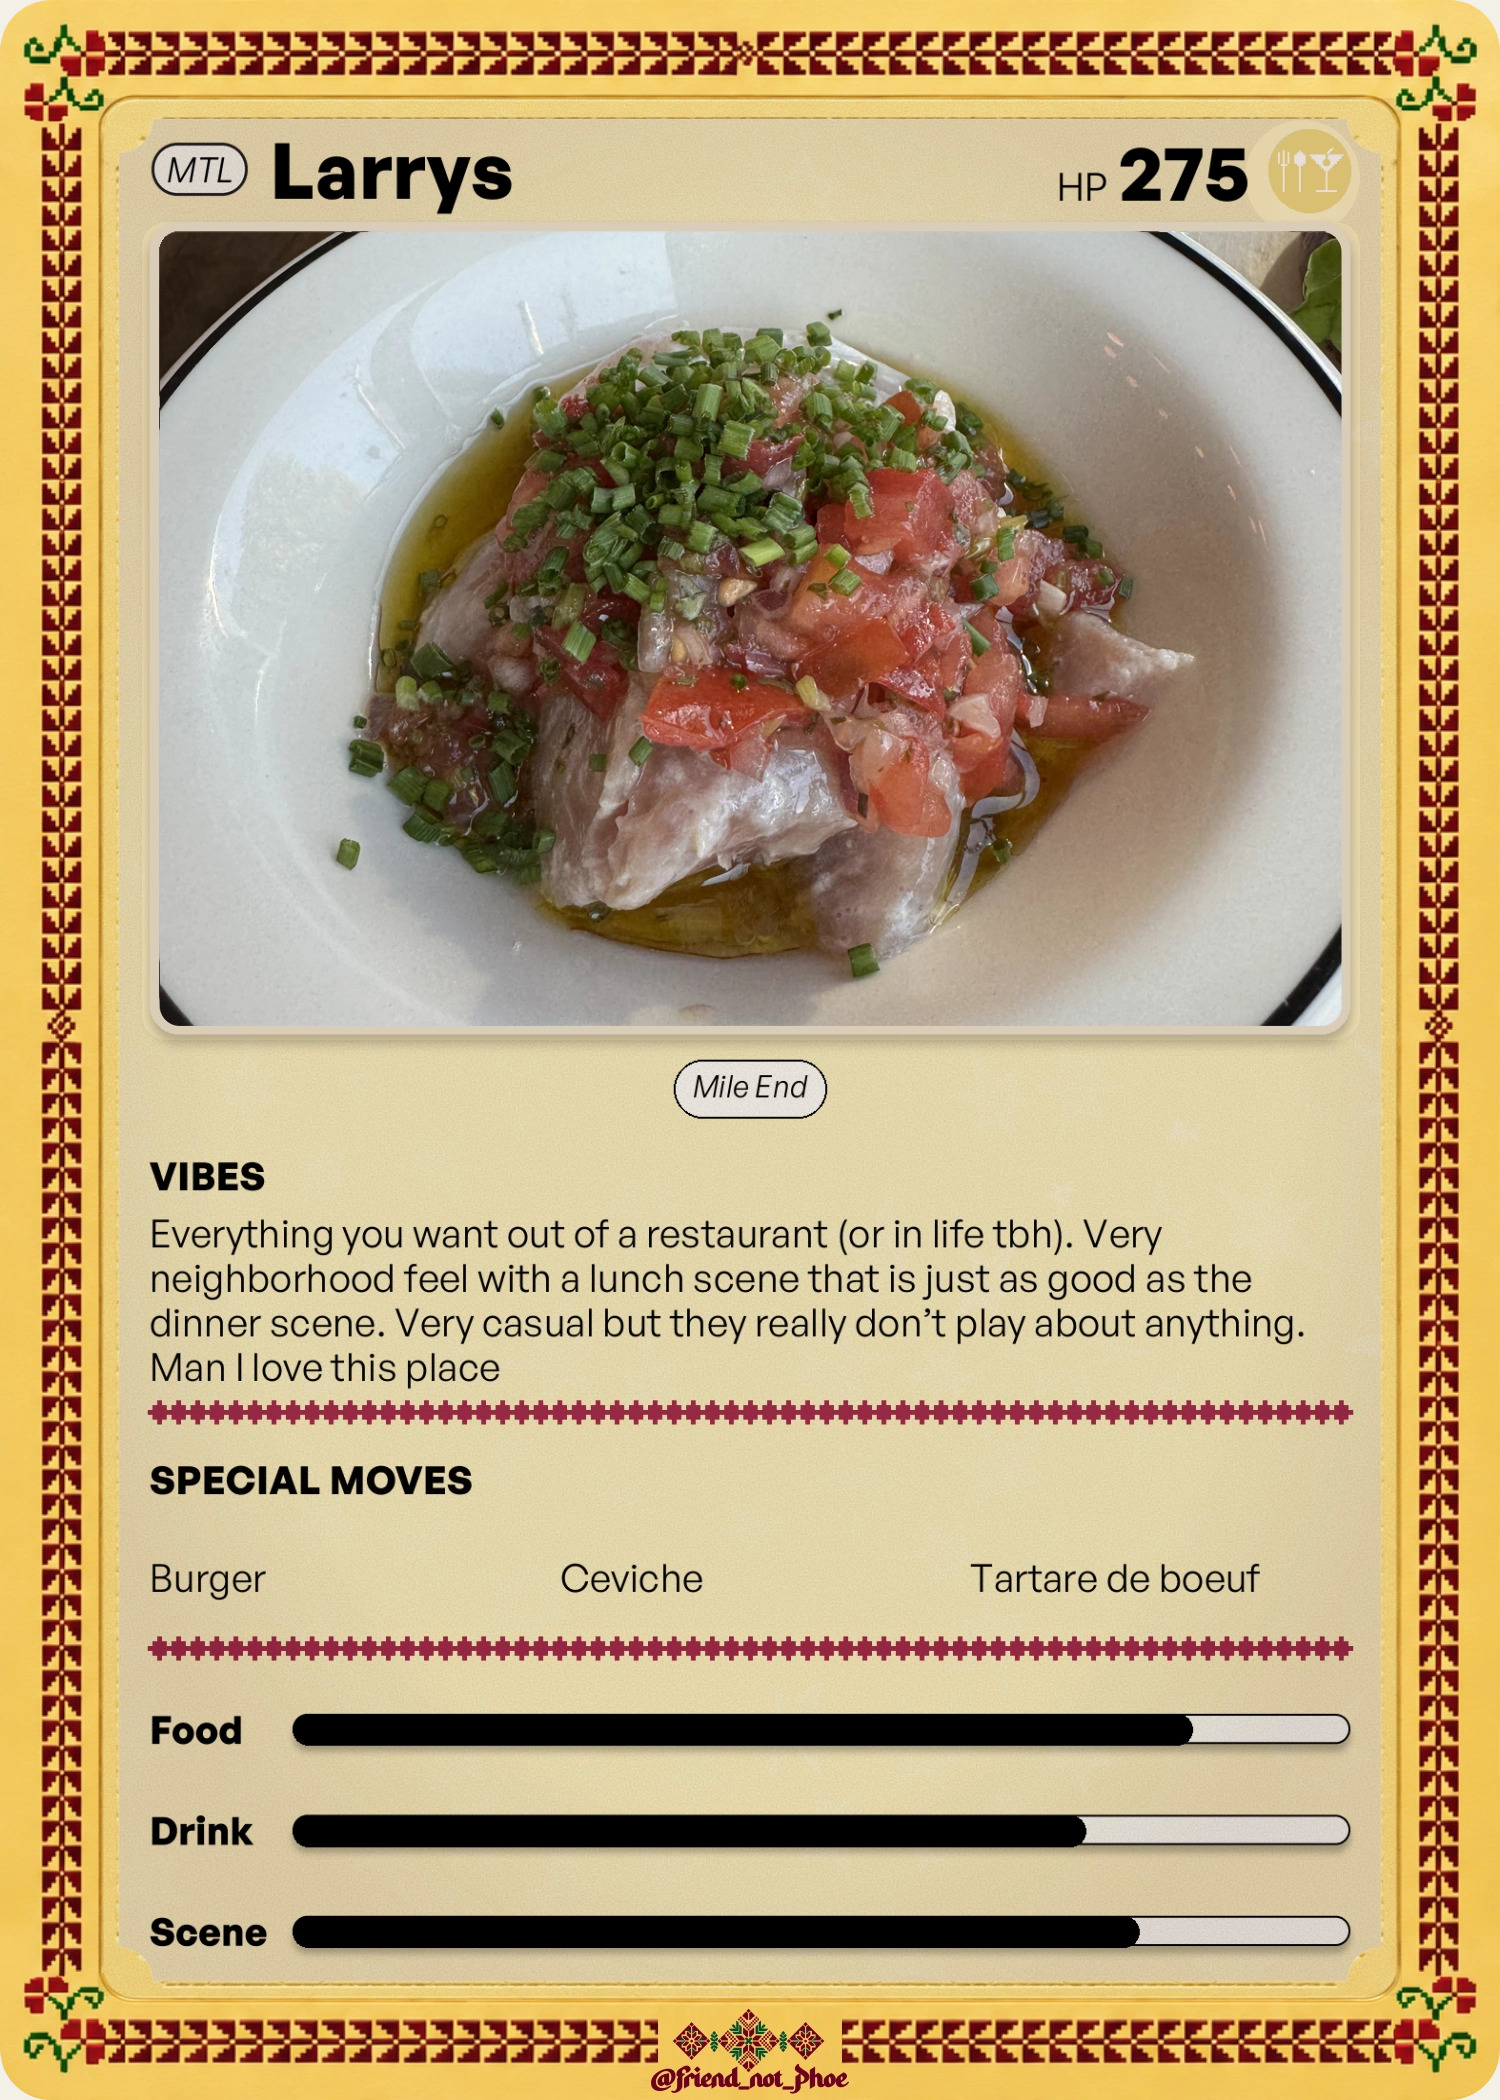 MTL Larrys HP 275
Mile End
VIBES
Everything you want out of a restaurant (or in life tbh). Very
neighborhood feel with a lunch scene that is just as good as the
dinner scene. Very casual but they really don’t play about anything.
Man I love this place
SPECIAL MOVES
Burger Ceviche Tartare de boeuf
Food
Drink
Scene
@friend_not_phoe